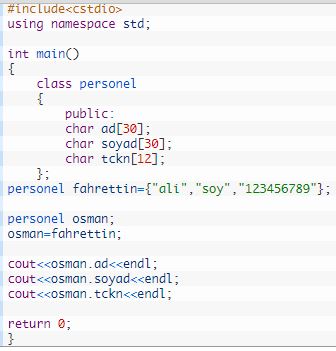 #include<cstdio>
using namespace std;
int main()
{
class personel
{
public:
char ad[30];
char soyad[30];
char tckn[12];
};
personel fahrettin={"ali","soy","123456789"};
personel osman;
osman=fahrettin;
cout<<osman.ad<<endl;
cout<<osman.soyad<<endl;
cout<<osman.tckn<<endl;
return 0;
}